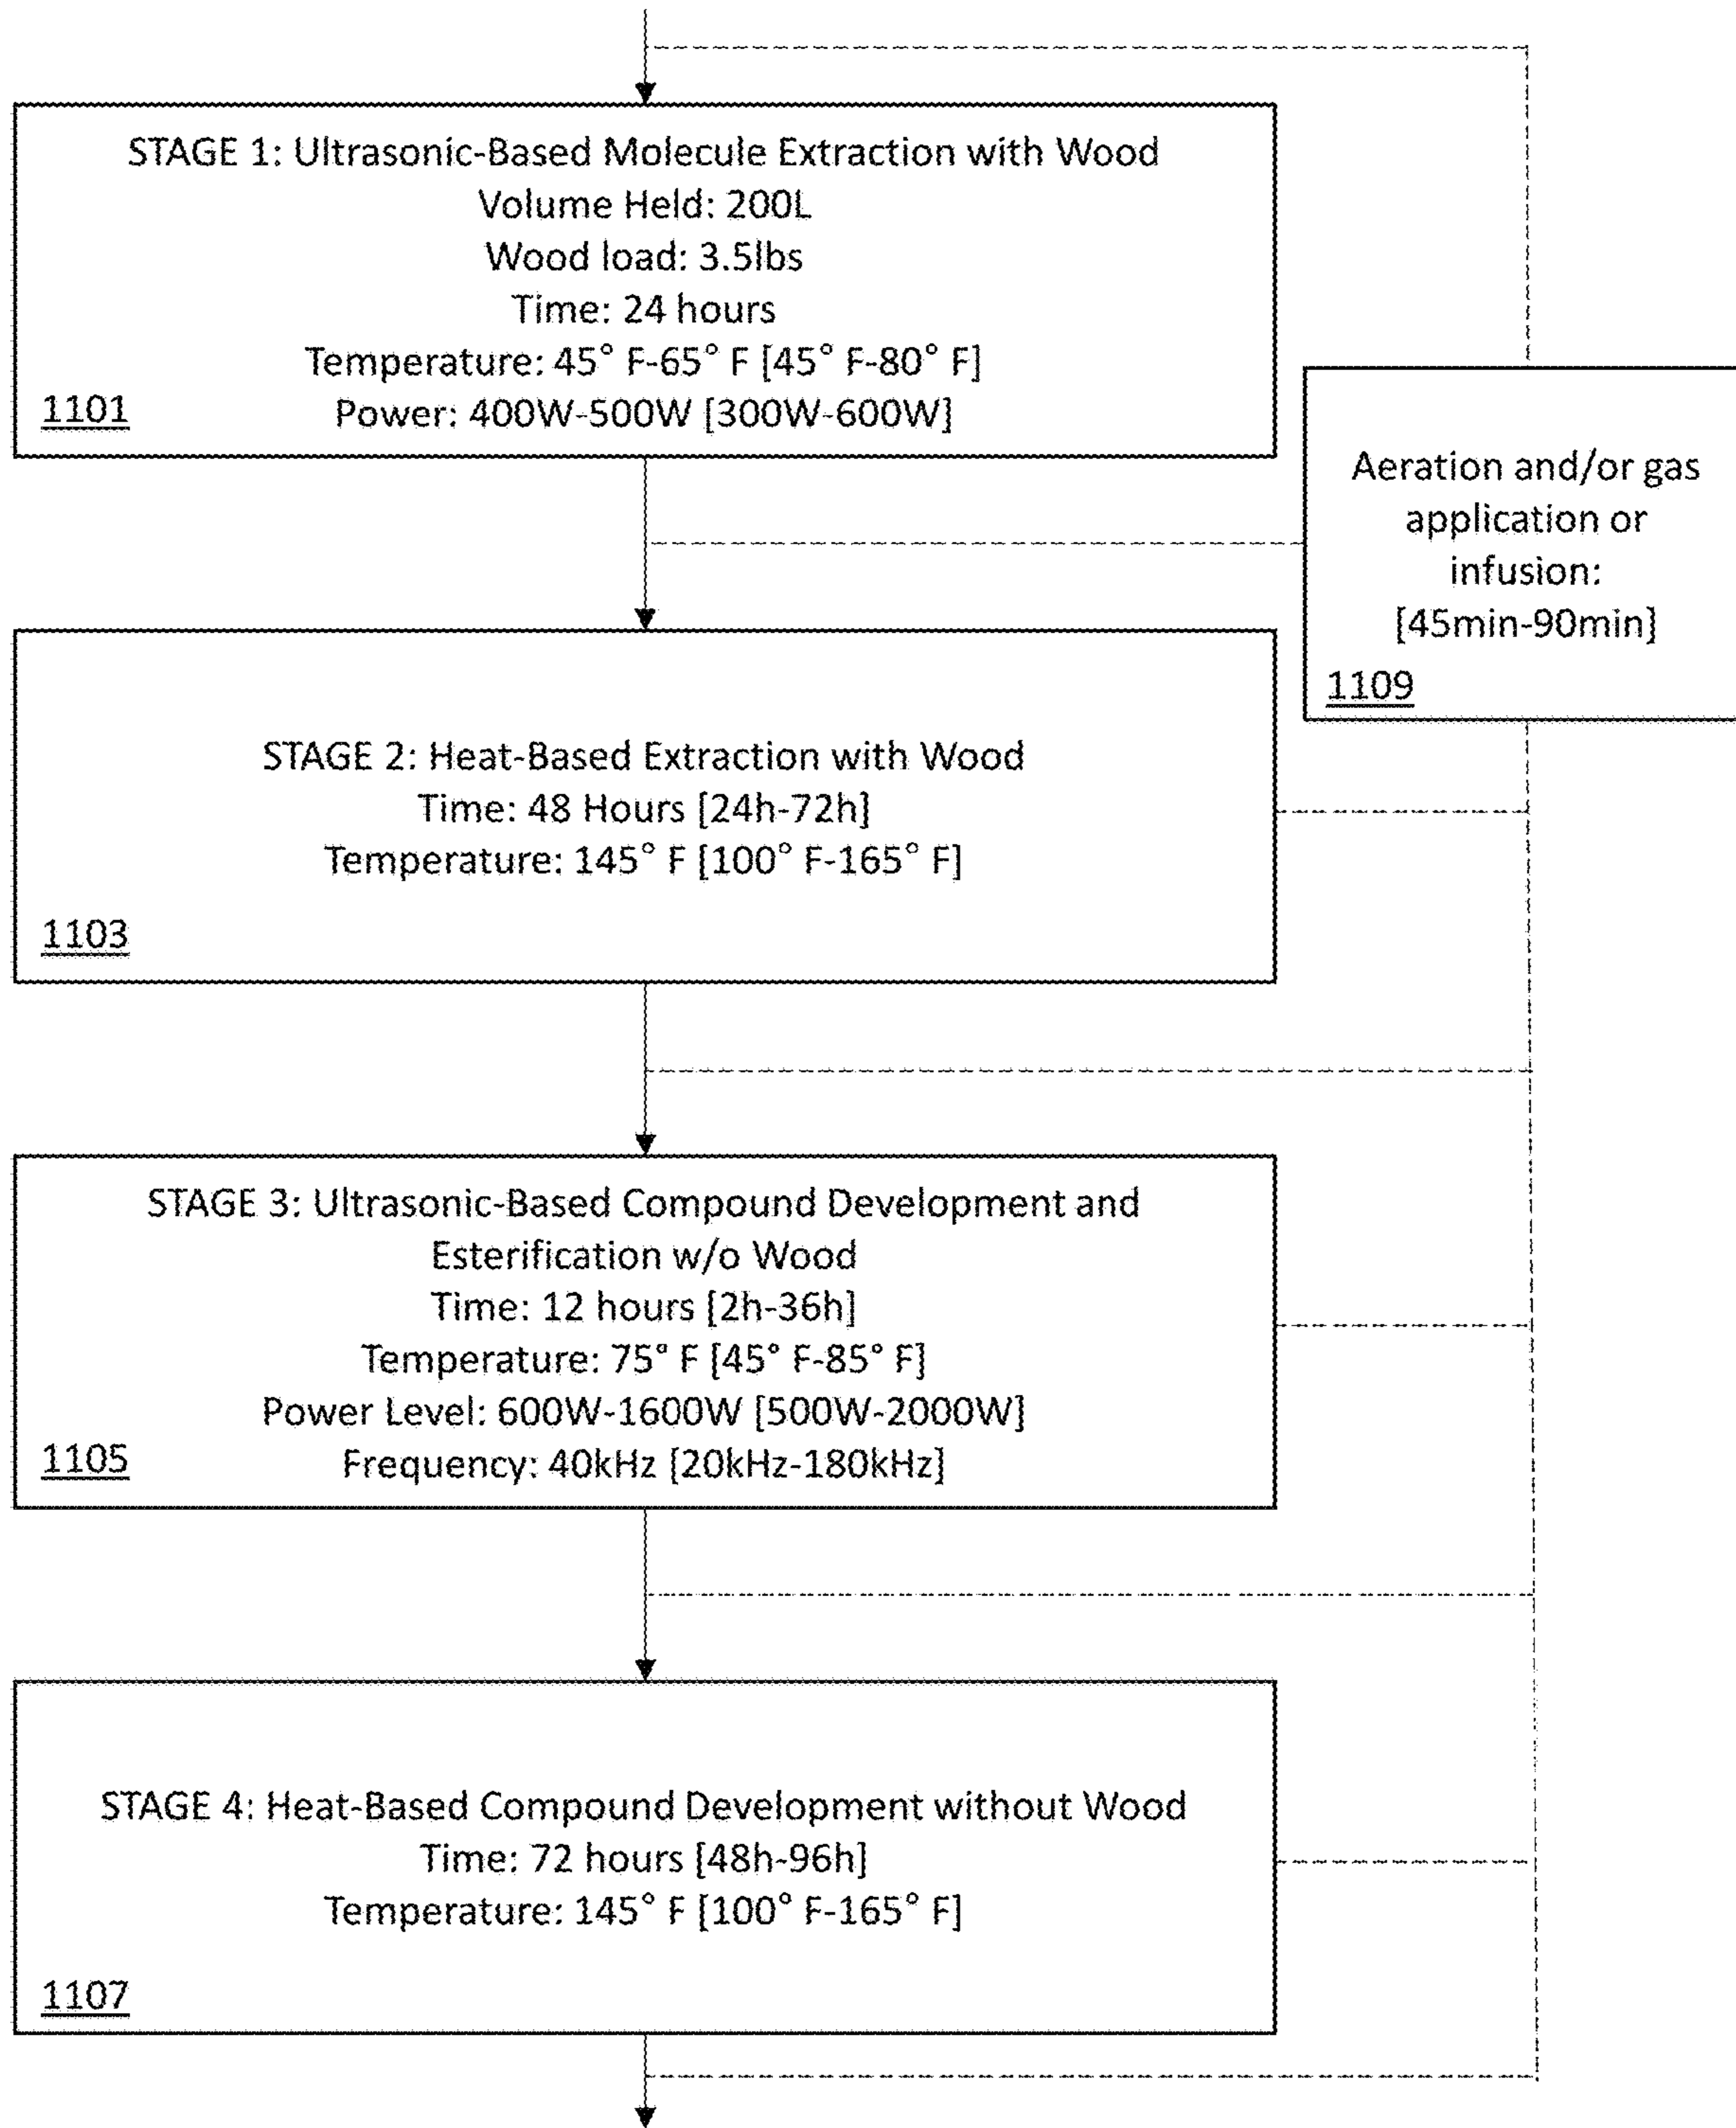 STAGE 1: Ultrasonic-Based Molecule Extraction with Wood
Volume Held: 200L
Wood load: 3.5lbs
Time: 24 hours
Temperature: 45° F-65° F [45° F-80° F]
Power: 400W-500W [300W-600W]
1101
Aeration and/or gas
application or
infusion:
[45min-90min]
1109
STAGE 2: Heat-Based Extraction with Wood
Time: 48 Hours [24h-72h]
Temperature: 145° F [100° F-165° F]
1103
STAGE 3: Ultrasonic-Based Compound Development and
Esterification w/o Wood
Time: 12 hours [2h-36h]
Temperature: 75° F [45° F-85° F]
Power Level: 600W-1600W [500W-2000W]
Frequency: 40kHz [20kHz-180kHz]
1105
STAGE 4: Heat-Based Compound Development without Wood
Time: 72 hours [48h-96h]
Temperature: 145° F [100° F-165° F]
1107